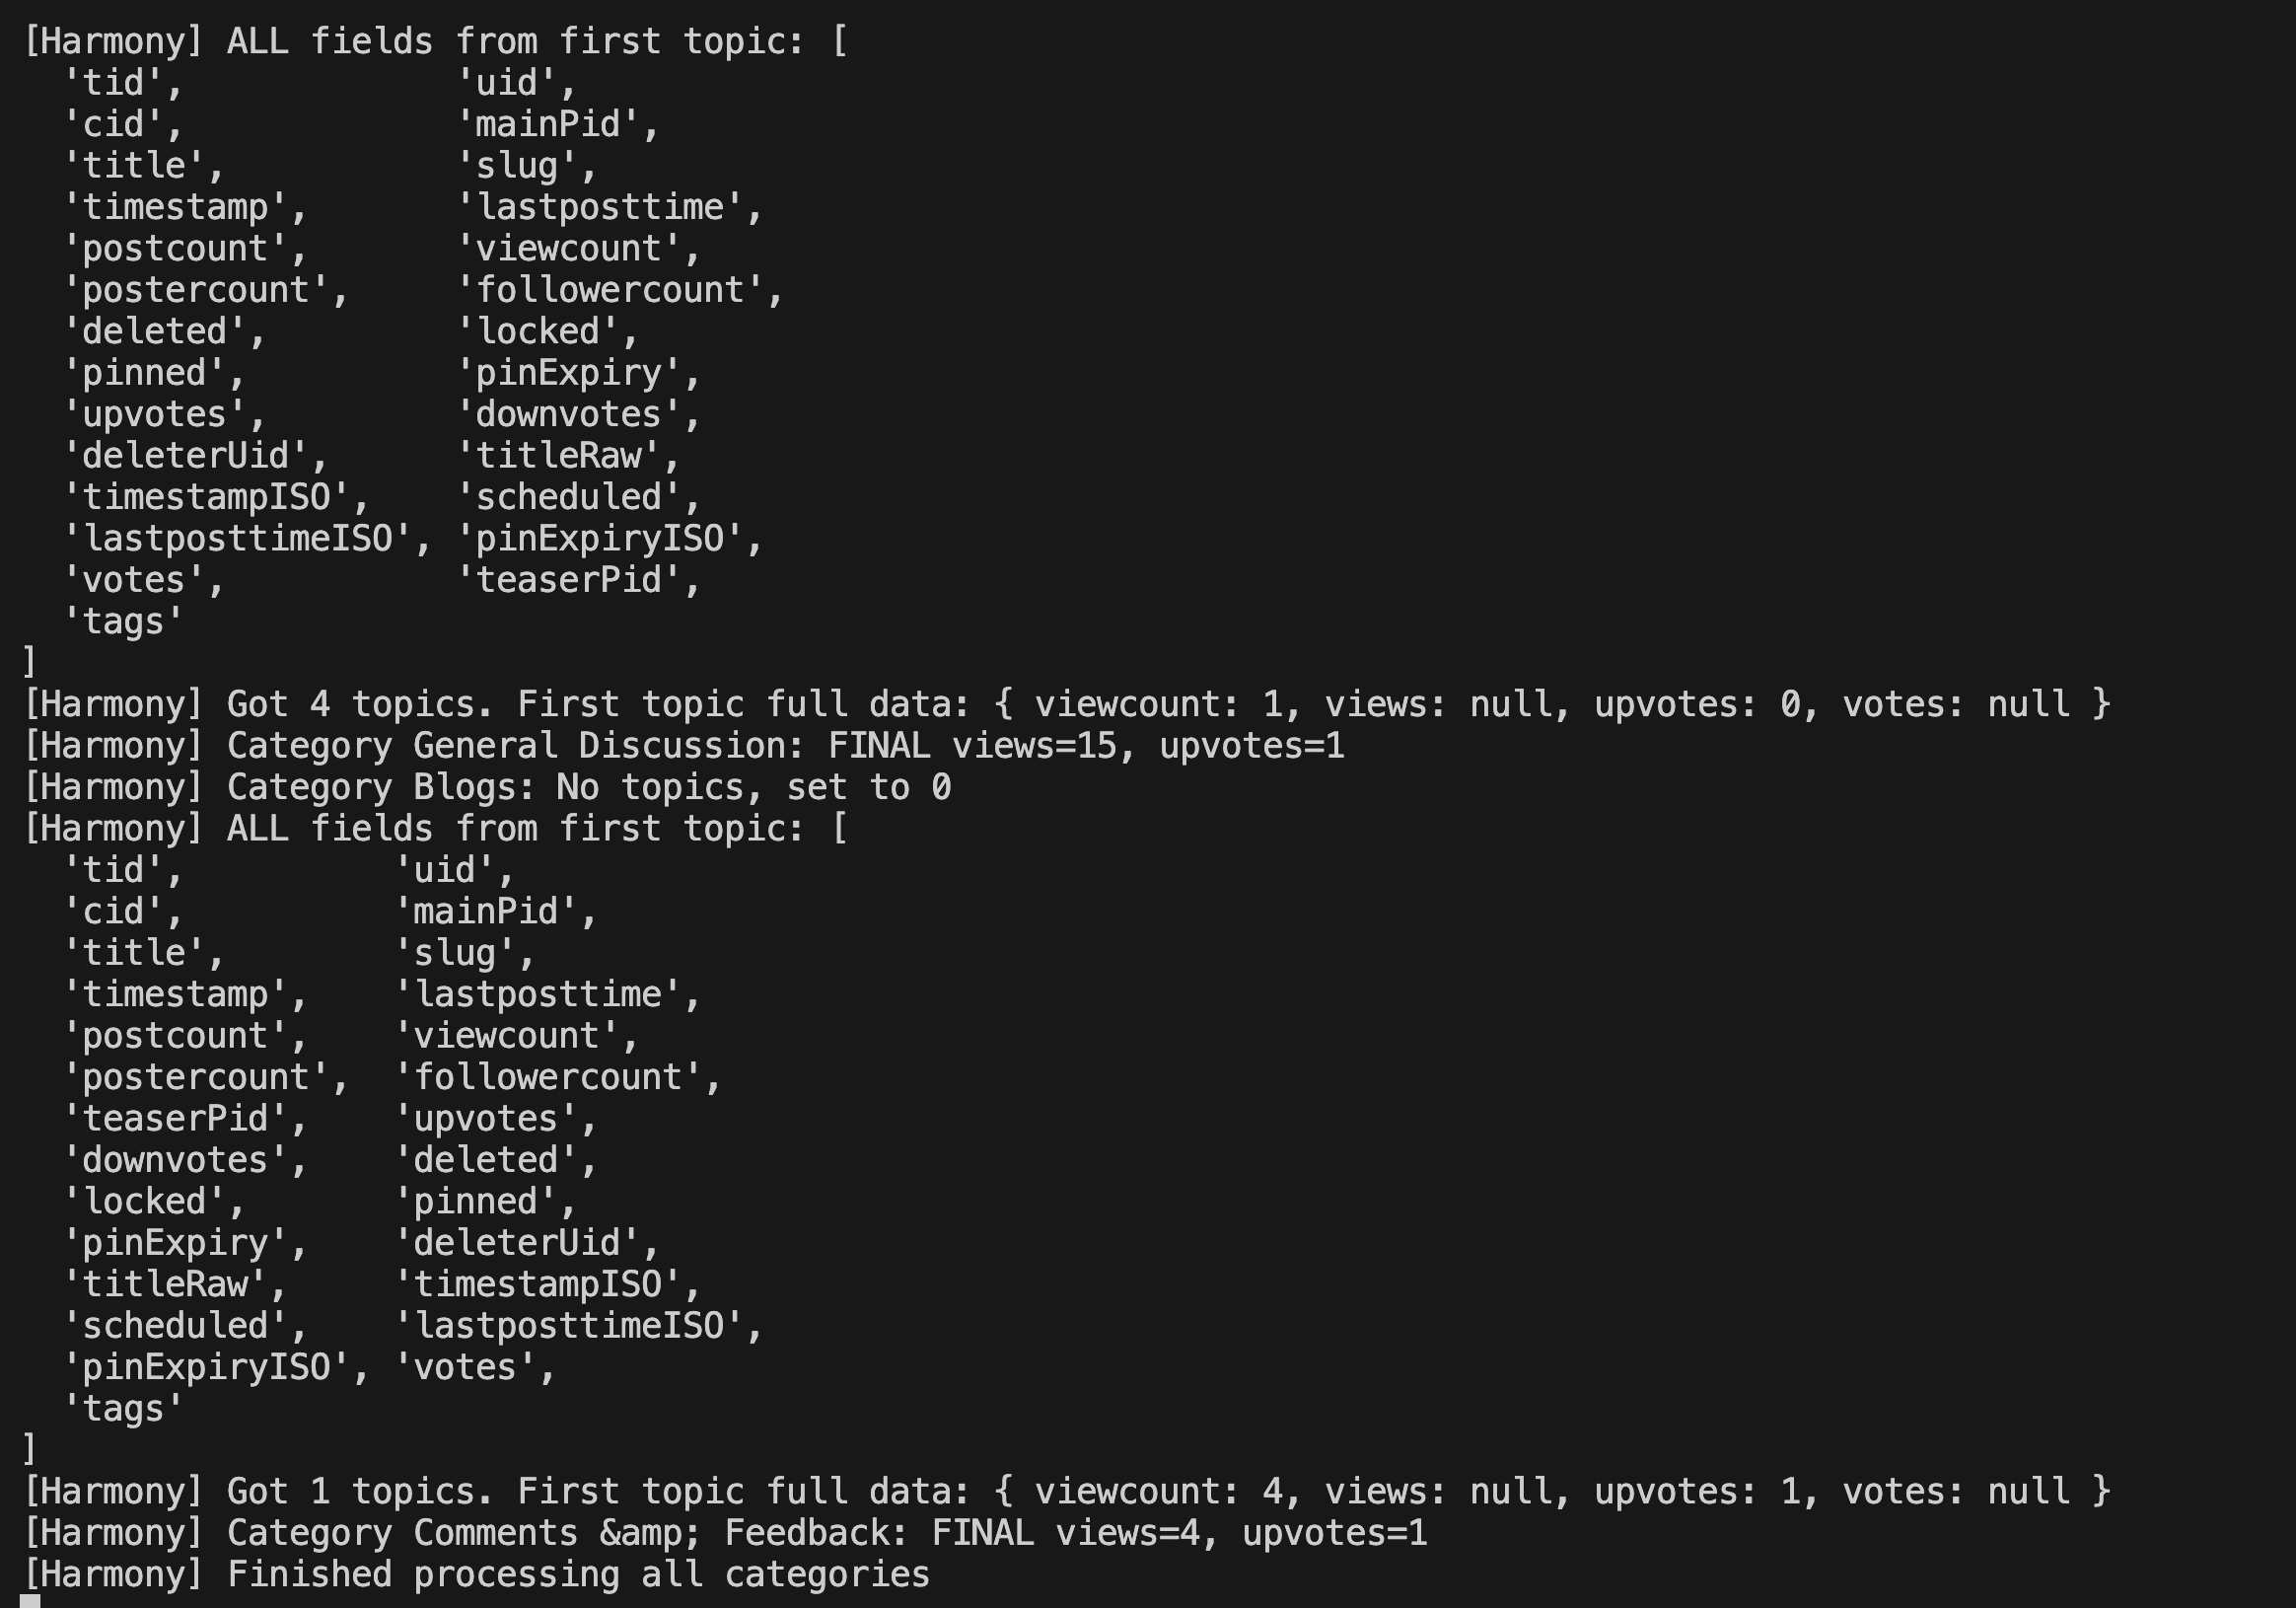 [Harmony] ALL fields from first topic: [
  'tid',             'uid',
  'cid',             'mainPid',
  'title',           'slug',
  'timestamp',       'lastposttime',
  'postcount',       'viewcount',
  'postercount',     'followercount',
  'deleted',         'locked',
  'pinned',          'pinExpiry',
  'upvotes',         'downvotes',
  'deleterUid',      'titleRaw',
  'timestampISO',    'scheduled',
  'lastposttimeISO', 'pinExpiryISO',
  'votes',           'teaserPid',
  'tags'
]
[Harmony] Got 4 topics. First topic full data: { viewcount: 1, views: null, upvotes: 0, votes: null }
[Harmony] Category General Discussion: FINAL views=15, upvotes=1
[Harmony] Category Blogs: No topics, set to 0
[Harmony] ALL fields from first topic: [
  'tid',          'uid',
  'cid',          'mainPid',
  'title',        'slug',
  'timestamp',    'lastposttime',
  'postcount',    'viewcount',
  'postercount',  'followercount',
  'teaserPid',    'upvotes',
  'downvotes',    'deleted',
  'locked',       'pinned',
  'pinExpiry',    'deleterUid',
  'titleRaw',     'timestampISO',
  'scheduled',    'lastposttimeISO',
  'pinExpiryISO', 'votes',
  'tags'
]
[Harmony] Got 1 topics. First topic full data: { viewcount: 4, views: null, upvotes: 1, votes: null }
[Harmony] Category Comments &amp; Feedback: FINAL views=4, upvotes=1
[Harmony] Finished processing all categories